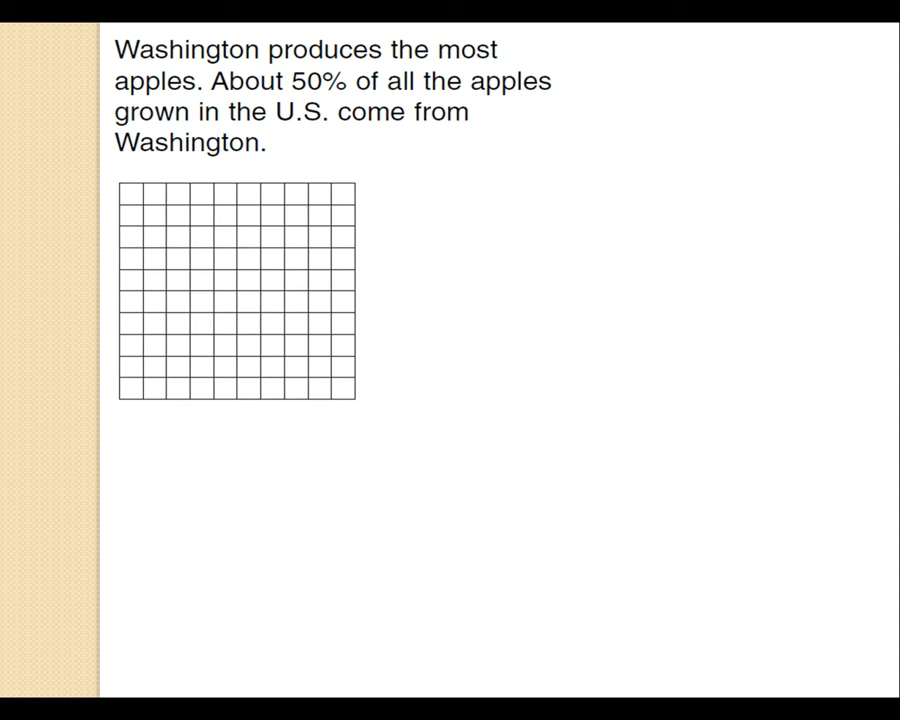 Washington produces the most
apples. About 50% of all the apples
grown in the U.S. come from
Washington.